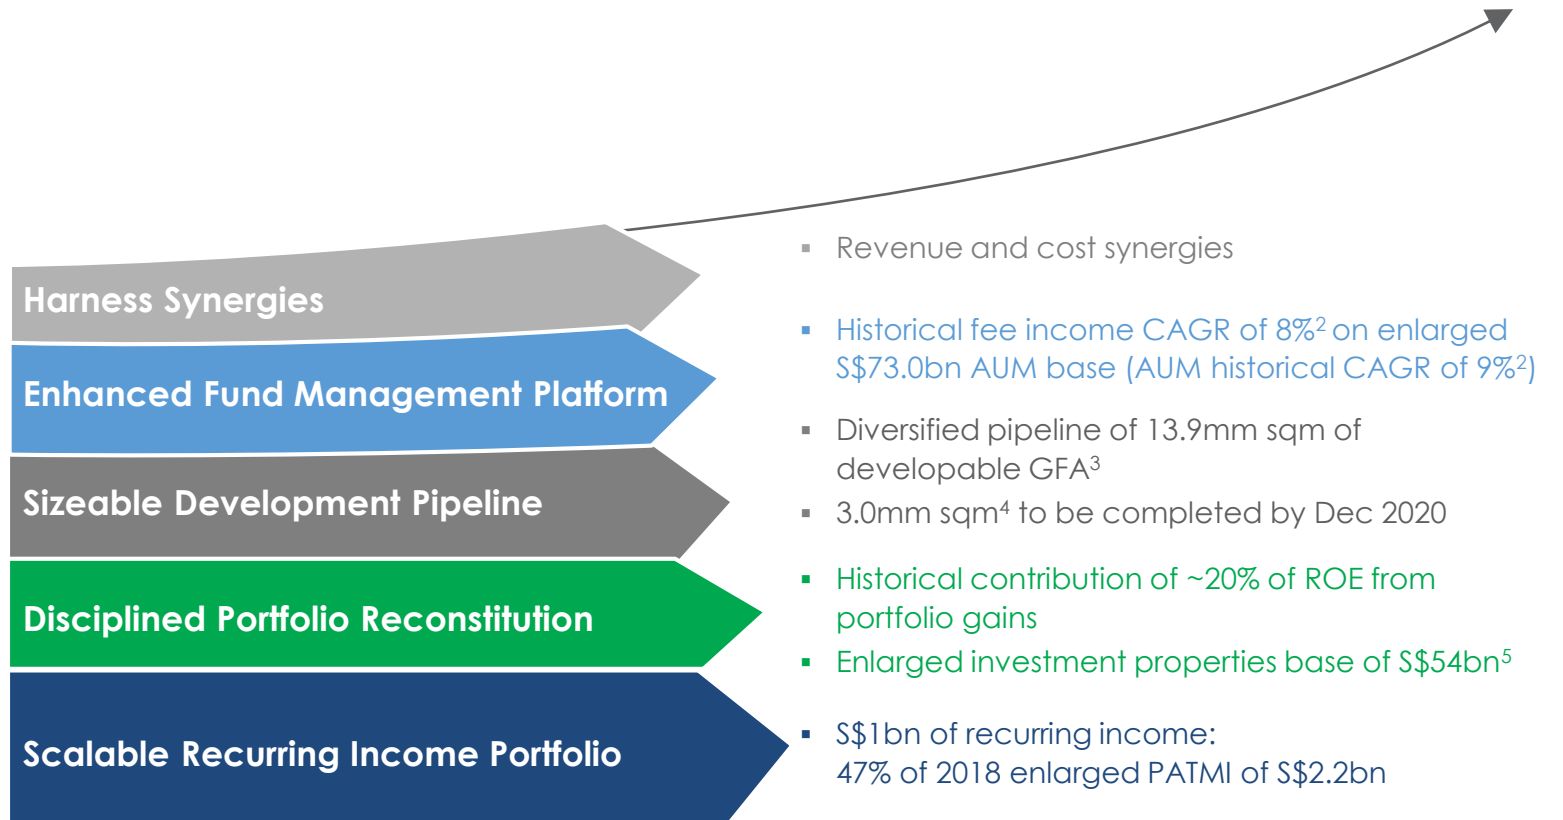 Harness Synergies
▪ Revenue and cost synergies
Enhanced Fund Management Platform
▪ Historical fee income CAGR of 8%² on enlarged
S$73.0bn AUM base (AUM historical CAGR of 9%²)
Sizeable Development Pipeline
▪ Diversified pipeline of 13.9mm sqm of
developable GFA³
▪ 3.0mm sqm⁴ to be completed by Dec 2020
Disciplined Portfolio Reconstitution
▪ Historical contribution of ~20% of ROE from
portfolio gains
▪ Enlarged investment properties base of S$54bn⁵
Scalable Recurring Income Portfolio
▪ S$1bn of recurring income:
47% of 2018 enlarged PATMI of S$2.2bn